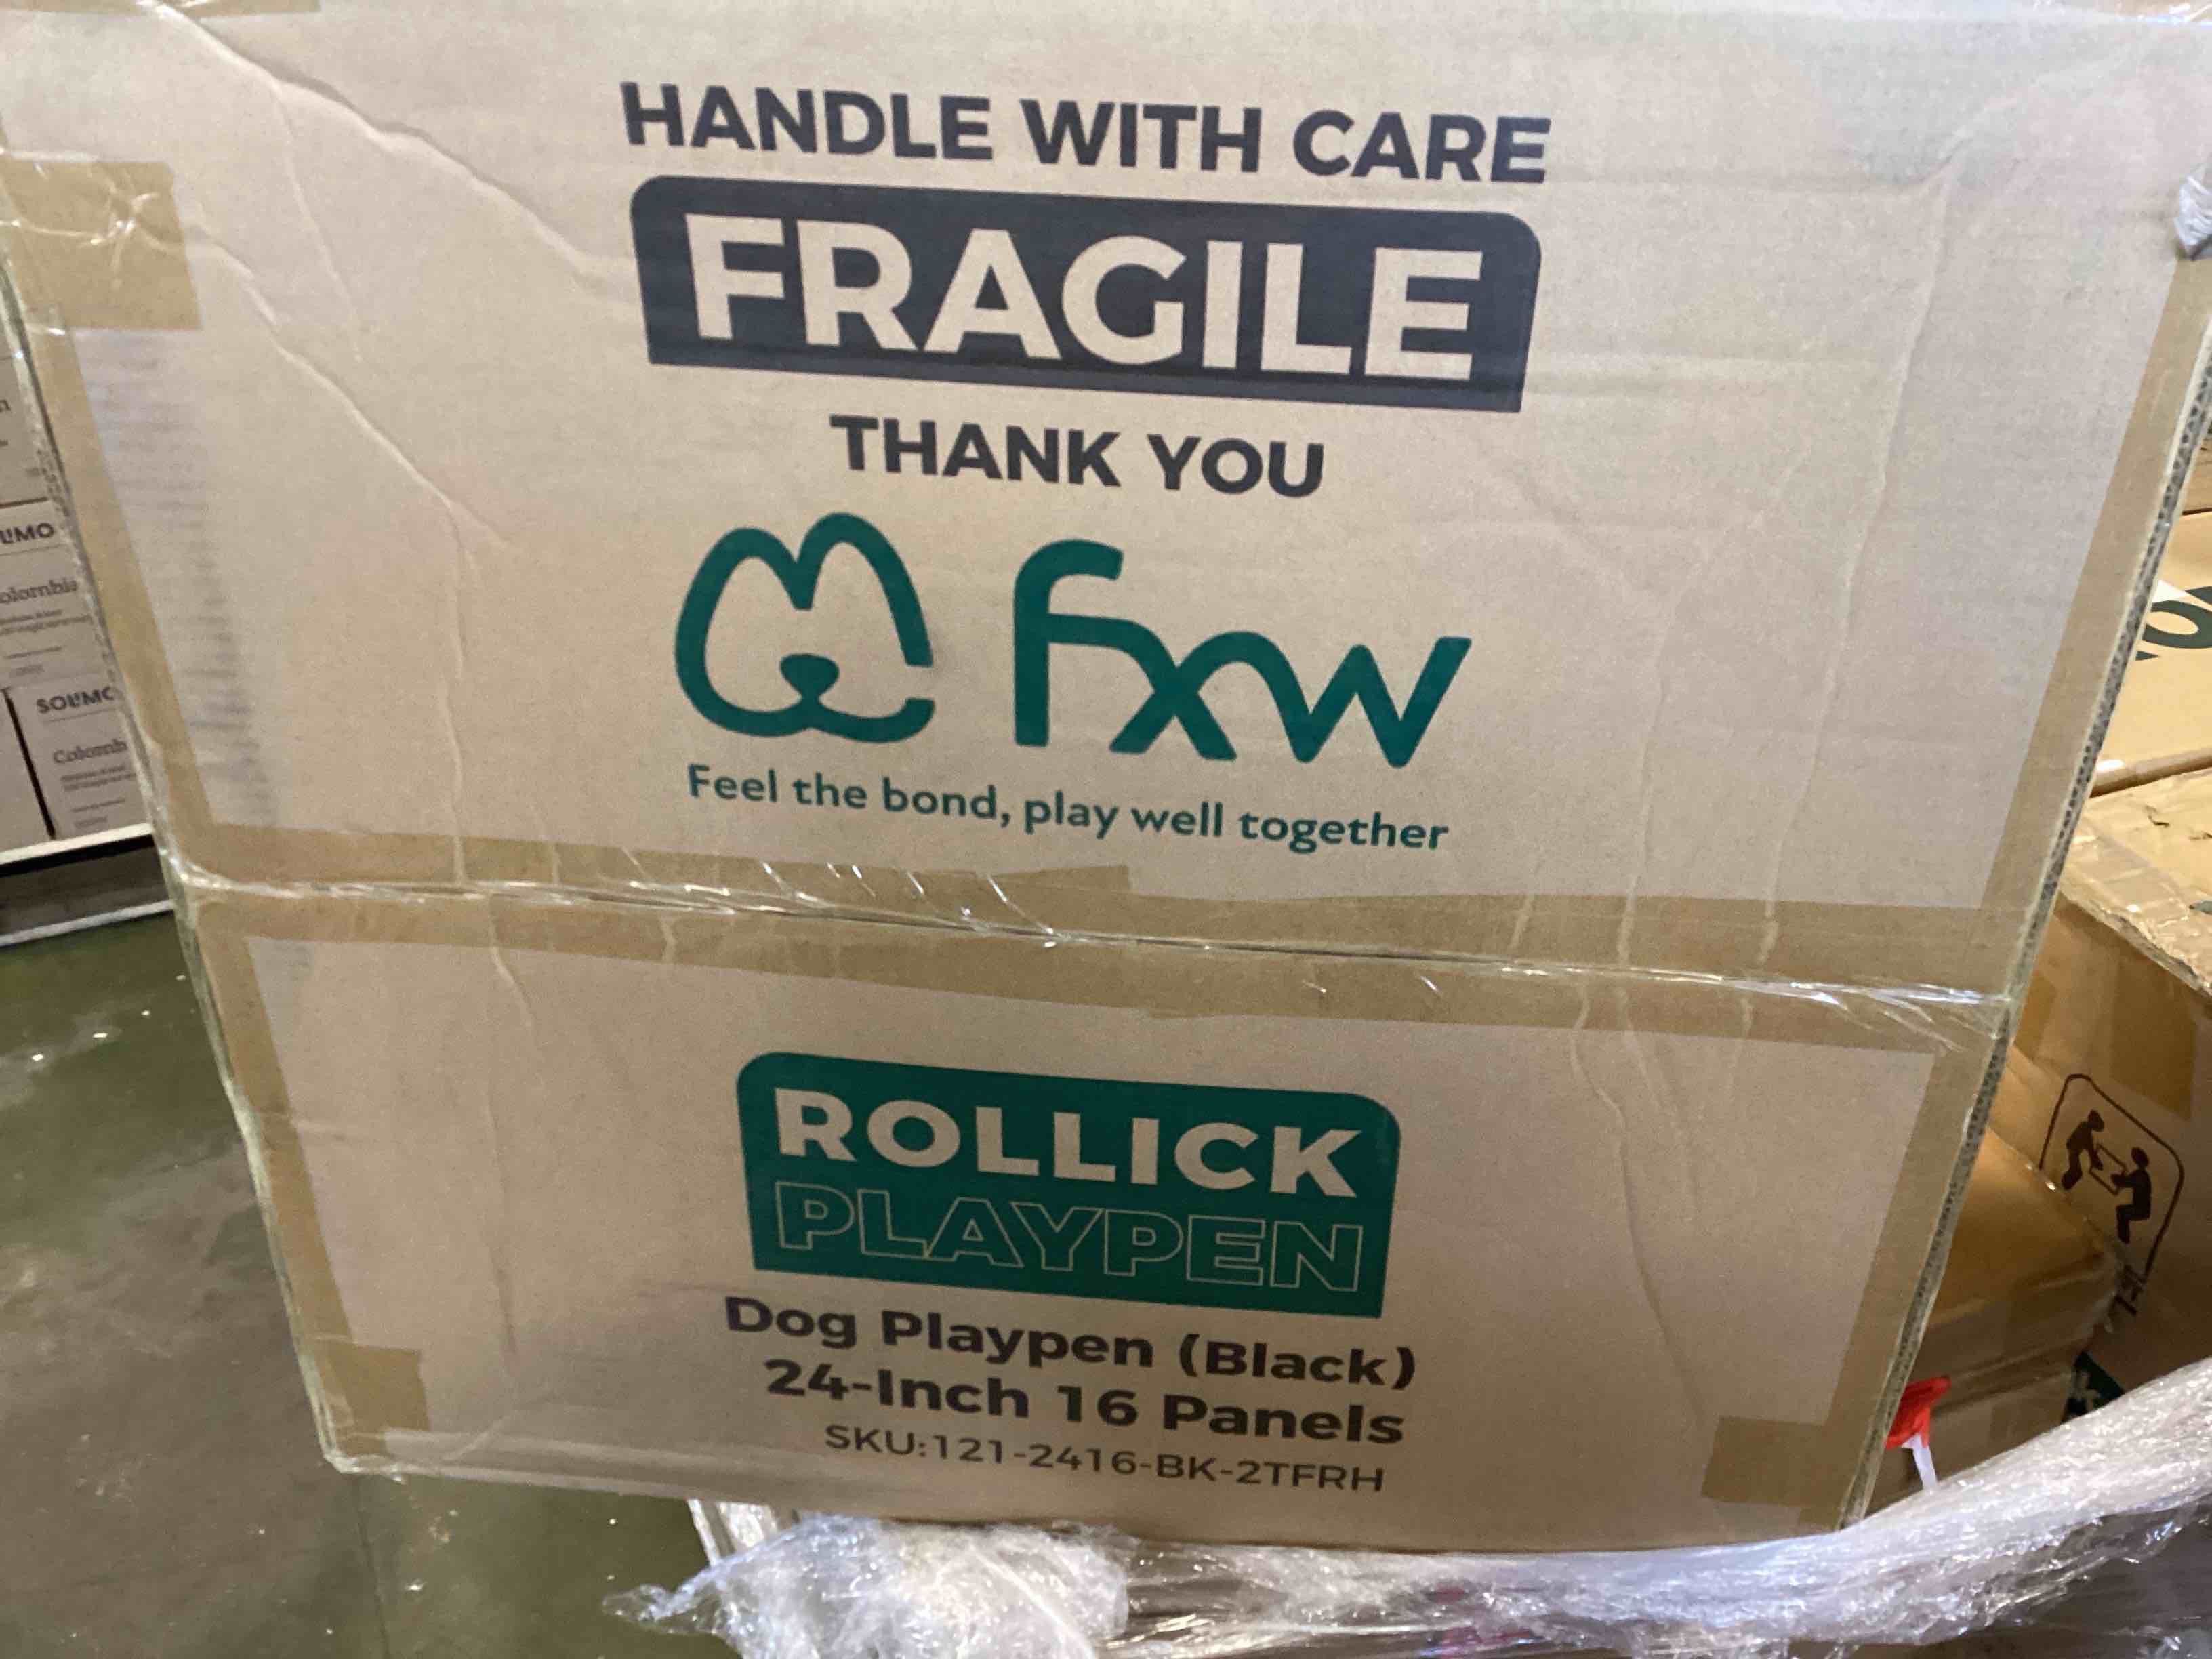 HANDLE WITH CARE
FRAGILE
THANK YOU
fxw
Feel the bond, play well together
ROLLICK
PLAYPEN
Dog Playpen (Black)
24-Inch 16 Panels
SKU:121-2416-BK-2TFRH